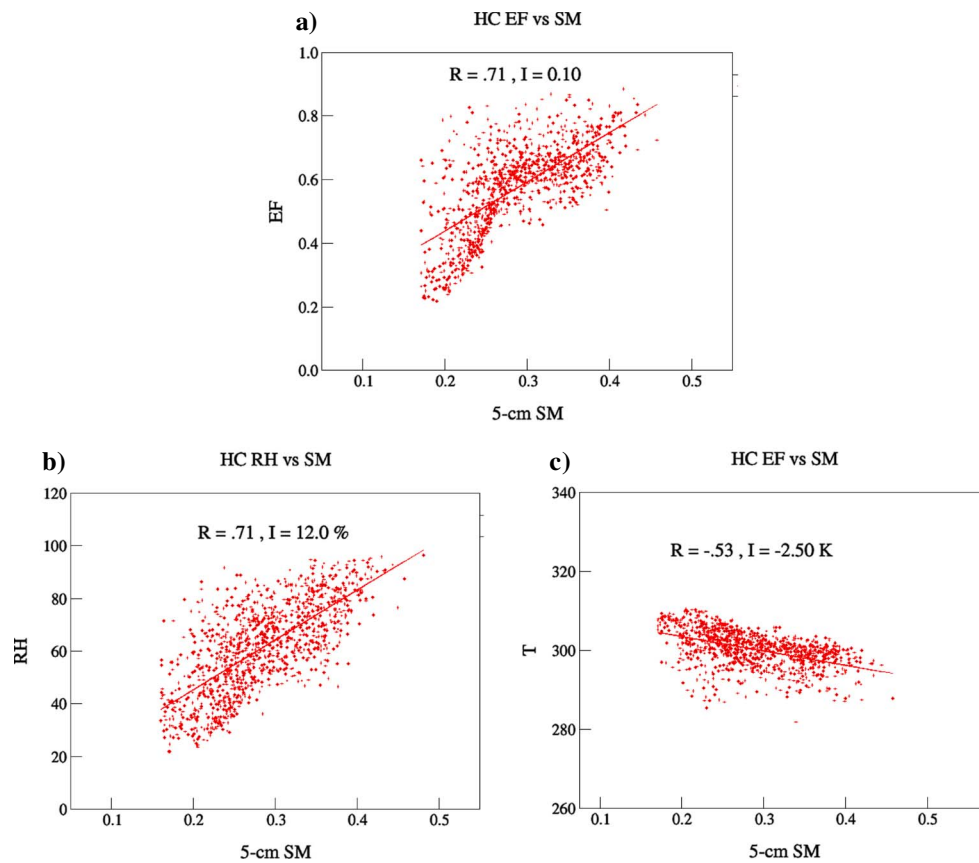 a)
HC EF vs SM
R = .71 , I = 0.10
1.0
0.8
0.6
0.4
0.2
0.0
EF
0.1 0.2 0.3 0.4 0.5
5-cm SM
b)
HC RH vs SM
R = .71 , I = 12.0 %
120
100
80
60
40
20
0
RH
0.1 0.2 0.3 0.4 0.5
5-cm SM
c)
HC EF vs SM
R = -.53 , I = -2.50 K
340
320
300
280
260
T
0.1 0.2 0.3 0.4 0.5
5-cm SM